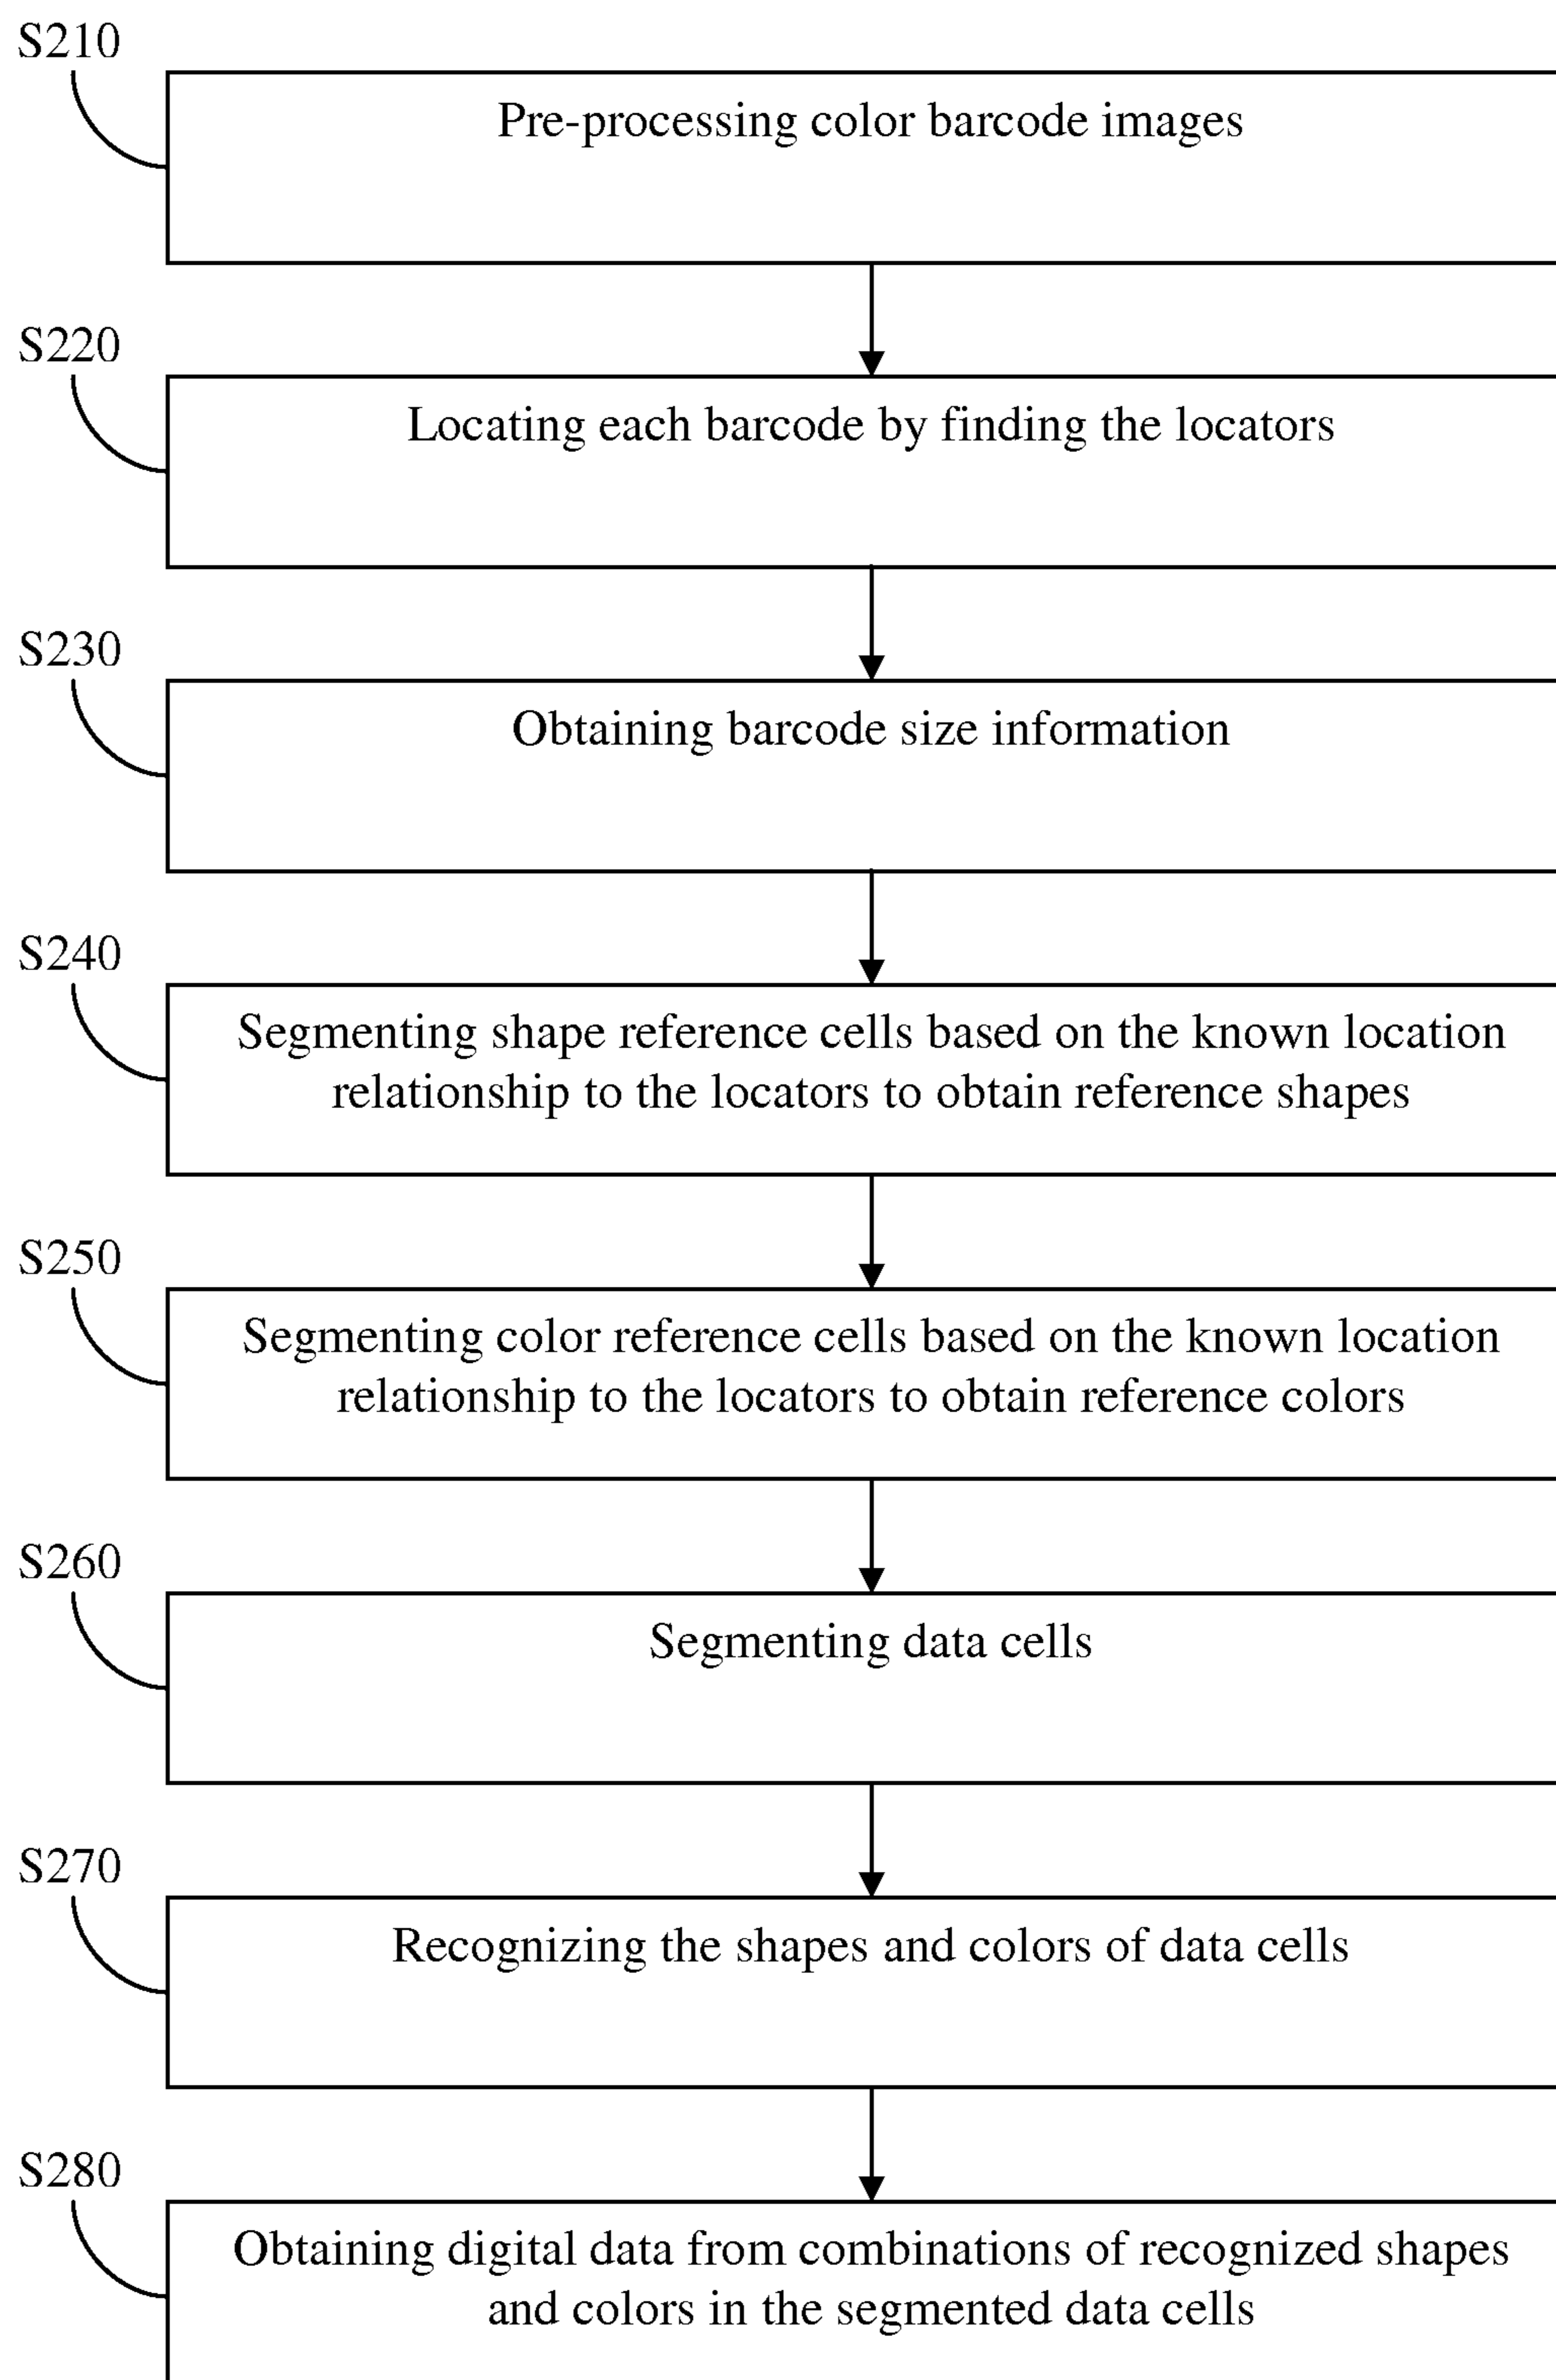 S210
Pre-processing color barcode images
S220
Locating each barcode by finding the locators
S230
Obtaining barcode size information
S240
Segmenting shape reference cells based on the known location
relationship to the locators to obtain reference shapes
S250
Segmenting color reference cells based on the known location
relationship to the locators to obtain reference colors
S260
Segmenting data cells
S270
Recognizing the shapes and colors of data cells
S280
Obtaining digital data from combinations of recognized shapes
and colors in the segmented data cells